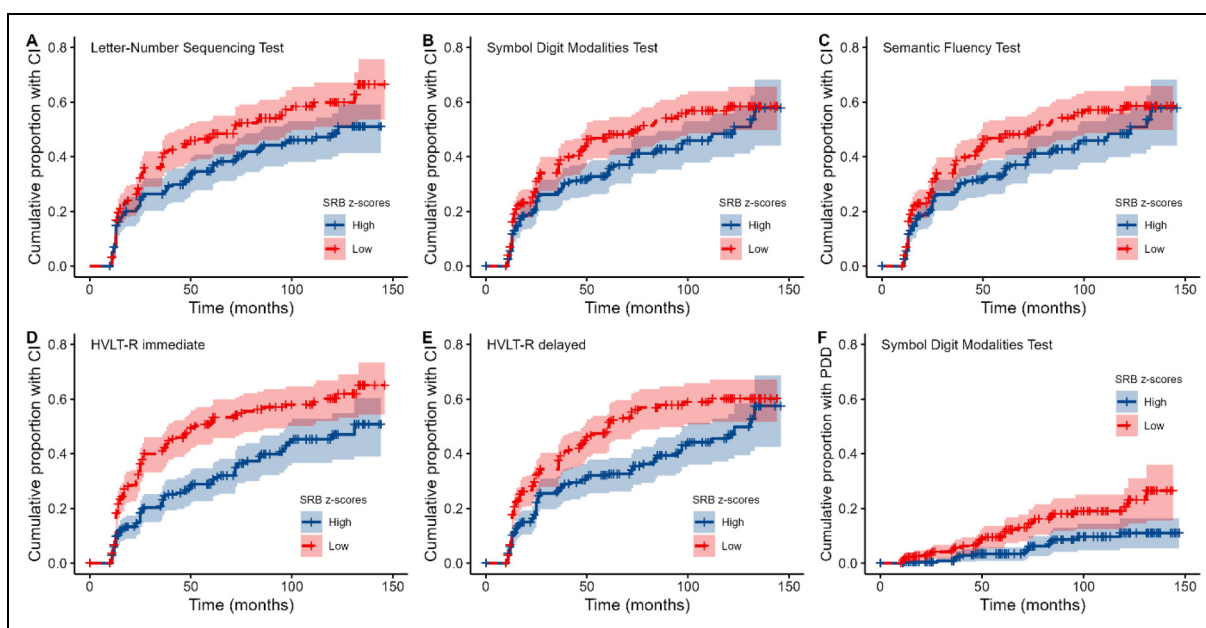 A
Letter-Number Sequencing Test
Cumulative proportion with CI
0.8
0.6
0.4
0.2
0.0
SRB z-scores
High
Low
0 50 100 150
Time (months)
B
Symbol Digit Modalities Test
Cumulative proportion with CI
0.8
0.6
0.4
0.2
0.0
SRB z-scores
High
Low
0 50 100 150
Time (months)
C
Semantic Fluency Test
Cumulative proportion with CI
0.8
0.6
0.4
0.2
0.0
SRB z-scores
High
Low
0 50 100 150
Time (months)
D
HVLT-R immediate
Cumulative proportion with CI
0.8
0.6
0.4
0.2
0.0
SRB z-scores
High
Low
0 50 100 150
Time (months)
E
HVLT-R delayed
Cumulative proportion with CI
0.8
0.6
0.4
0.2
0.0
SRB z-scores
High
Low
0 50 100 150
Time (months)
F
Symbol Digit Modalities Test
Cumulative proportion with PDD
0.8
0.6
0.4
0.2
0.0
SRB z-scores
High
Low
0 50 100 150
Time (months)